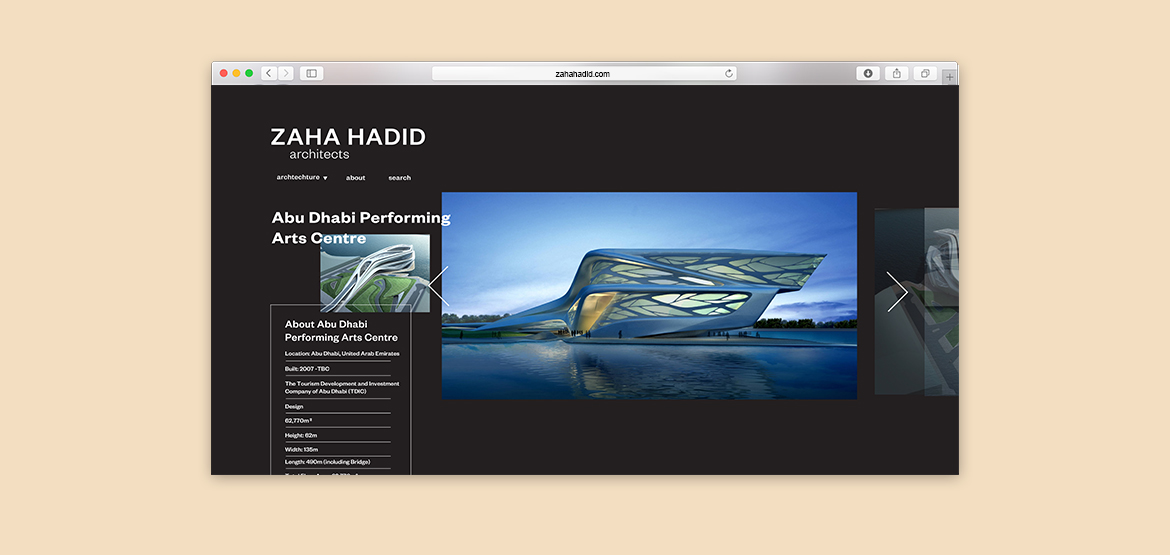 zahahadid.com
ZAHA HADID
architects
archtechture
about
search
Abu Dhabi Performing
Arts Centre
About Abu Dhabi
Performing Arts Centre
Location: Abu Dhabi, United Arab Emirates
Built: 2007 -TBC
The Tourism Development and Investment
Company of Abu Dhabi (TDIC)
Design
62,770m²
Height: 62m
Width: 135m
Length: 490m (including Bridge)